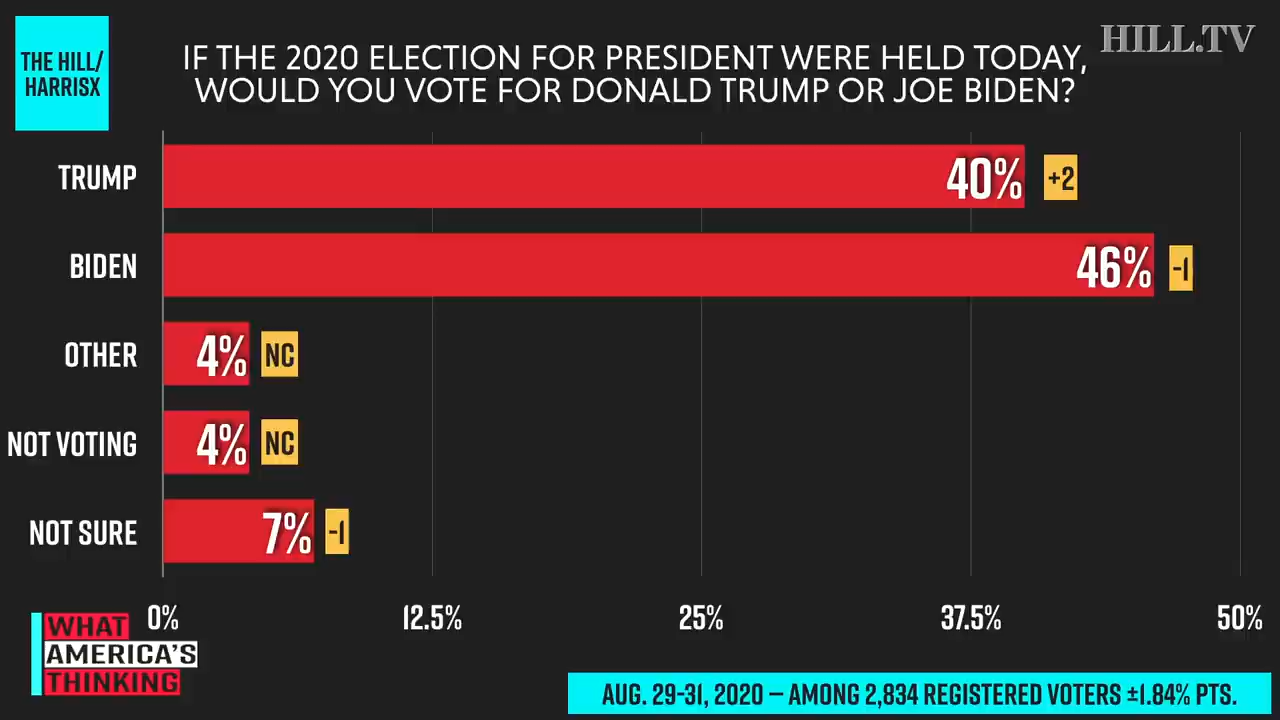 THE HILL/
HARRISX
HILL.TV
IF THE 2020 ELECTION FOR PRESIDENT WERE HELD TODAY,
WOULD YOU VOTE FOR DONALD TRUMP OR JOE BIDEN?
TRUMP 40% +2
BIDEN 46% -1
OTHER 4% NC
NOT VOTING 4% NC
NOT SURE 7% -1
0% 12.5% 25% 37.5% 50%
WHAT
AMERICA'S
THINKING
AUG. 29-31, 2020 – AMONG 2,834 REGISTERED VOTERS ±1.84% PTS.